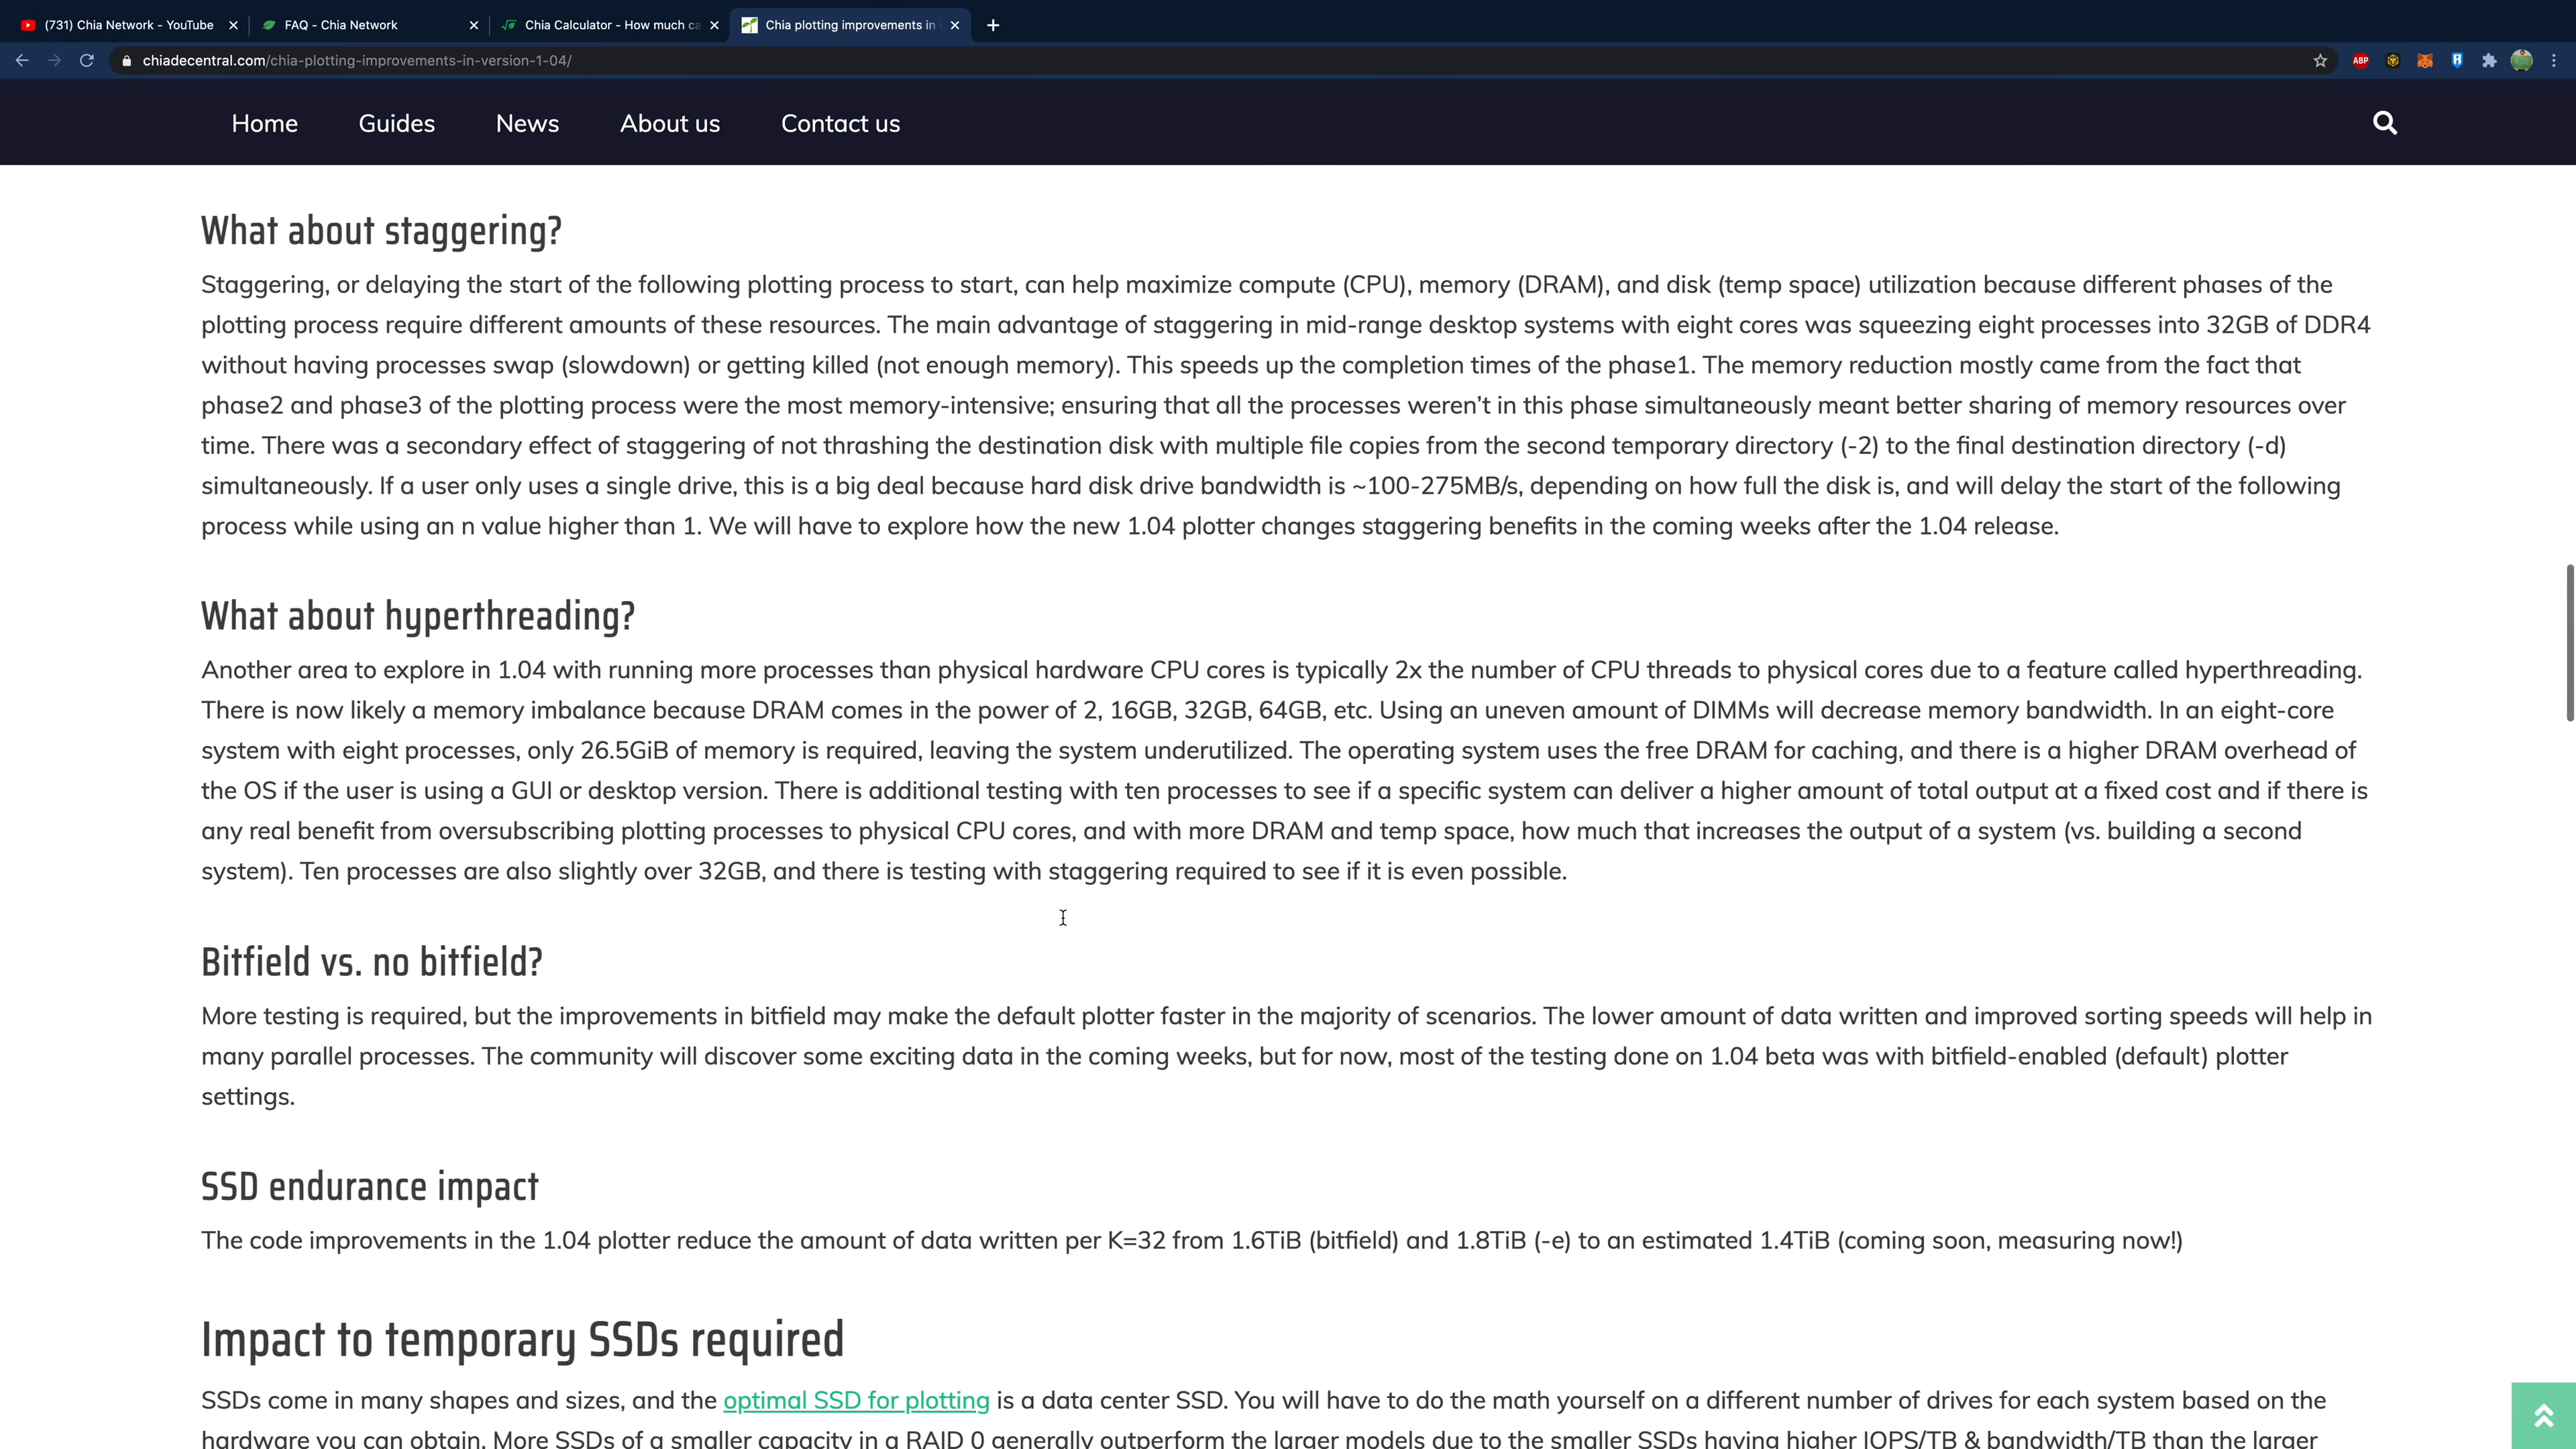 (731) Chia Network - YouTube
FAQ - Chia Network
Chia Calculator - How much ca
Chia plotting improvements in
chiadecentral.com/chia-plotting-improvements-in-version-1-04/
ABP
Home
Guides
News
About us
Contact us
What about staggering?
Staggering, or delaying the start of the following plotting process to start, can help maximize compute (CPU), memory (DRAM), and disk (temp space) utilization because different phases of the
plotting process require different amounts of these resources. The main advantage of staggering in mid-range desktop systems with eight cores was squeezing eight processes into 32GB of DDR4
without having processes swap (slowdown) or getting killed (not enough memory). This speeds up the completion times of the phase1. The memory reduction mostly came from the fact that
phase2 and phase3 of the plotting process were the most memory-intensive; ensuring that all the processes weren’t in this phase simultaneously meant better sharing of memory resources over
time. There was a secondary effect of staggering of not thrashing the destination disk with multiple file copies from the second temporary directory (-2) to the final destination directory (-d)
simultaneously. If a user only uses a single drive, this is a big deal because hard disk drive bandwidth is ~100-275MB/s, depending on how full the disk is, and will delay the start of the following
process while using an n value higher than 1. We will have to explore how the new 1.04 plotter changes staggering benefits in the coming weeks after the 1.04 release.
What about hyperthreading?
Another area to explore in 1.04 with running more processes than physical hardware CPU cores is typically 2x the number of CPU threads to physical cores due to a feature called hyperthreading.
There is now likely a memory imbalance because DRAM comes in the power of 2, 16GB, 32GB, 64GB, etc. Using an uneven amount of DIMMs will decrease memory bandwidth. In an eight-core
system with eight processes, only 26.5GiB of memory is required, leaving the system underutilized. The operating system uses the free DRAM for caching, and there is a higher DRAM overhead of
the OS if the user is using a GUI or desktop version. There is additional testing with ten processes to see if a specific system can deliver a higher amount of total output at a fixed cost and if there is
any real benefit from oversubscribing plotting processes to physical CPU cores, and with more DRAM and temp space, how much that increases the output of a system (vs. building a second
system). Ten processes are also slightly over 32GB, and there is testing with staggering required to see if it is even possible.
Bitfield vs. no bitfield?
More testing is required, but the improvements in bitfield may make the default plotter faster in the majority of scenarios. The lower amount of data written and improved sorting speeds will help in
many parallel processes. The community will discover some exciting data in the coming weeks, but for now, most of the testing done on 1.04 beta was with bitfield-enabled (default) plotter
settings.
SSD endurance impact
The code improvements in the 1.04 plotter reduce the amount of data written per K=32 from 1.6TiB (bitfield) and 1.8TiB (-e) to an estimated 1.4TiB (coming soon, measuring now!)
Impact to temporary SSDs required
SSDs come in many shapes and sizes, and the optimal SSD for plotting is a data center SSD. You will have to do the math yourself on a different number of drives for each system based on the
hardware you can obtain. More SSDs of a smaller capacity in a RAID 0 generally outperform the larger models due to the smaller SSDs having higher IOPS/TB & bandwidth/TB than the larger